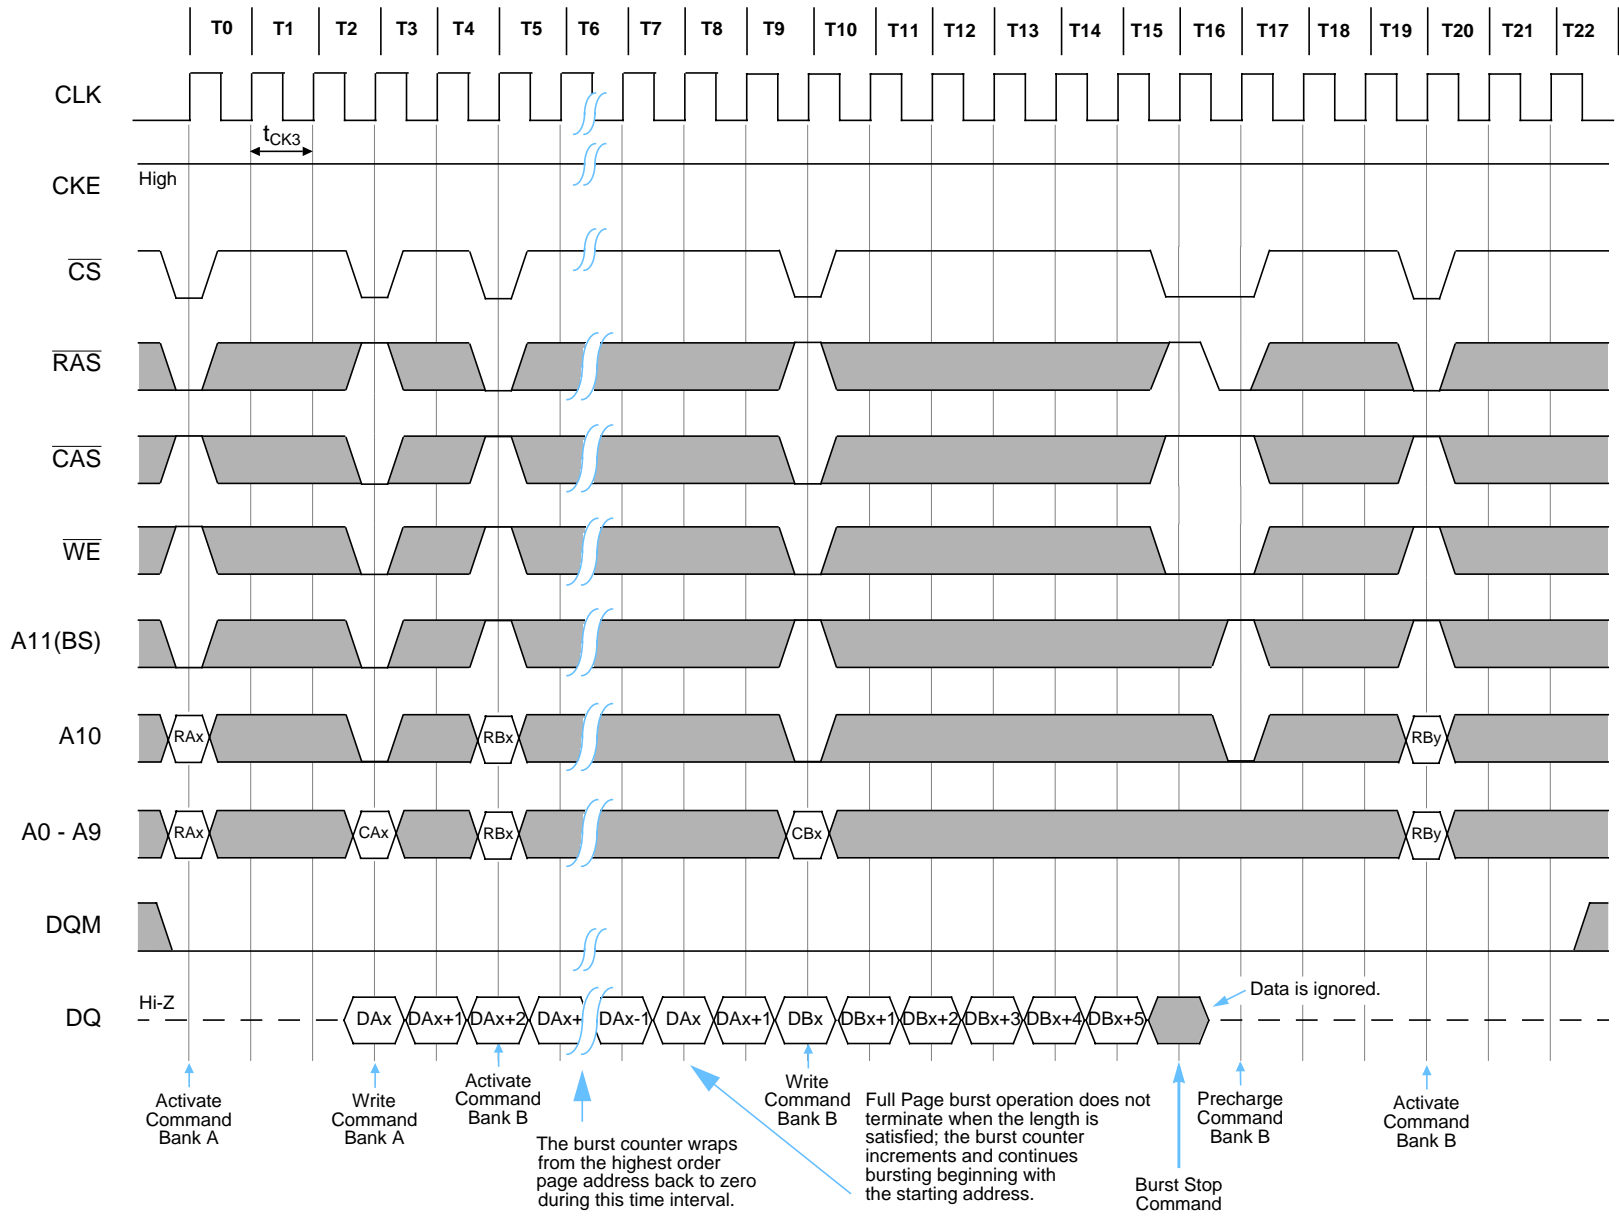 T0 T1 T2 T3 T4 T5 T6 T7 T8 T9 T10 T11 T12 T13 T14 T15 T16 T17 T18 T19 T20 T21 T22
CLK
tCK3
CKE High
CS
RAS
CAS
WE
A11(BS)
A10 RAx RBx RBy
A0 - A9 RAx CAx RBx CBx RBy
DQM
DQ Hi-Z DAx DAx+1 DAx+2 DAx+ DAx-1 DAx DAx+1 DBx DBx+1 DBx+2 DBx+3 DBx+4 DBx+5
Data is ignored.
Activate
Command
Bank A
Write
Command
Bank A
Activate
Command
Bank B
The burst counter wraps
from the highest order
page address back to zero
during this time interval.
Write
Command
Bank B
Full Page burst operation does not
terminate when the length is
satisfied; the burst counter
increments and continues
bursting beginning with
the starting address.
Burst Stop
Command
Precharge
Command
Bank B
Activate
Command
Bank B